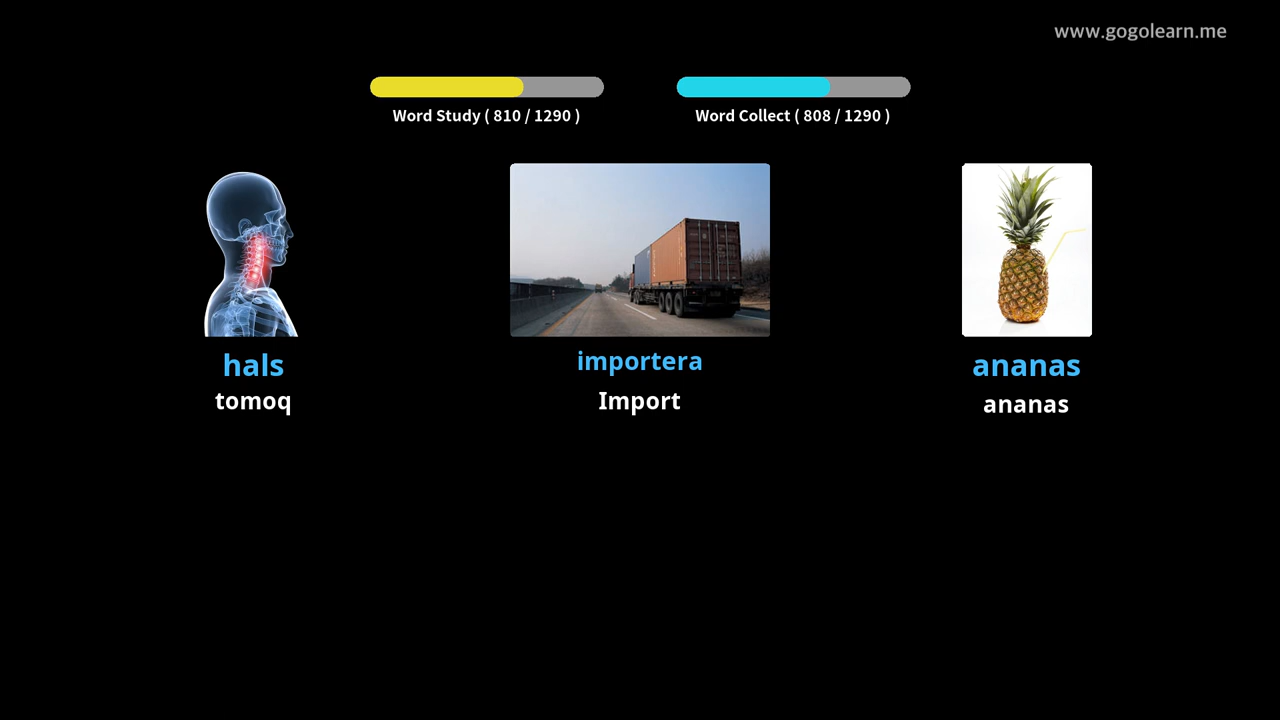 www.gogolearn.me
Word Study ( 810 / 1290 )
Word Collect ( 808 / 1290 )
hals
tomoq
importera
Import
ananas
ananas